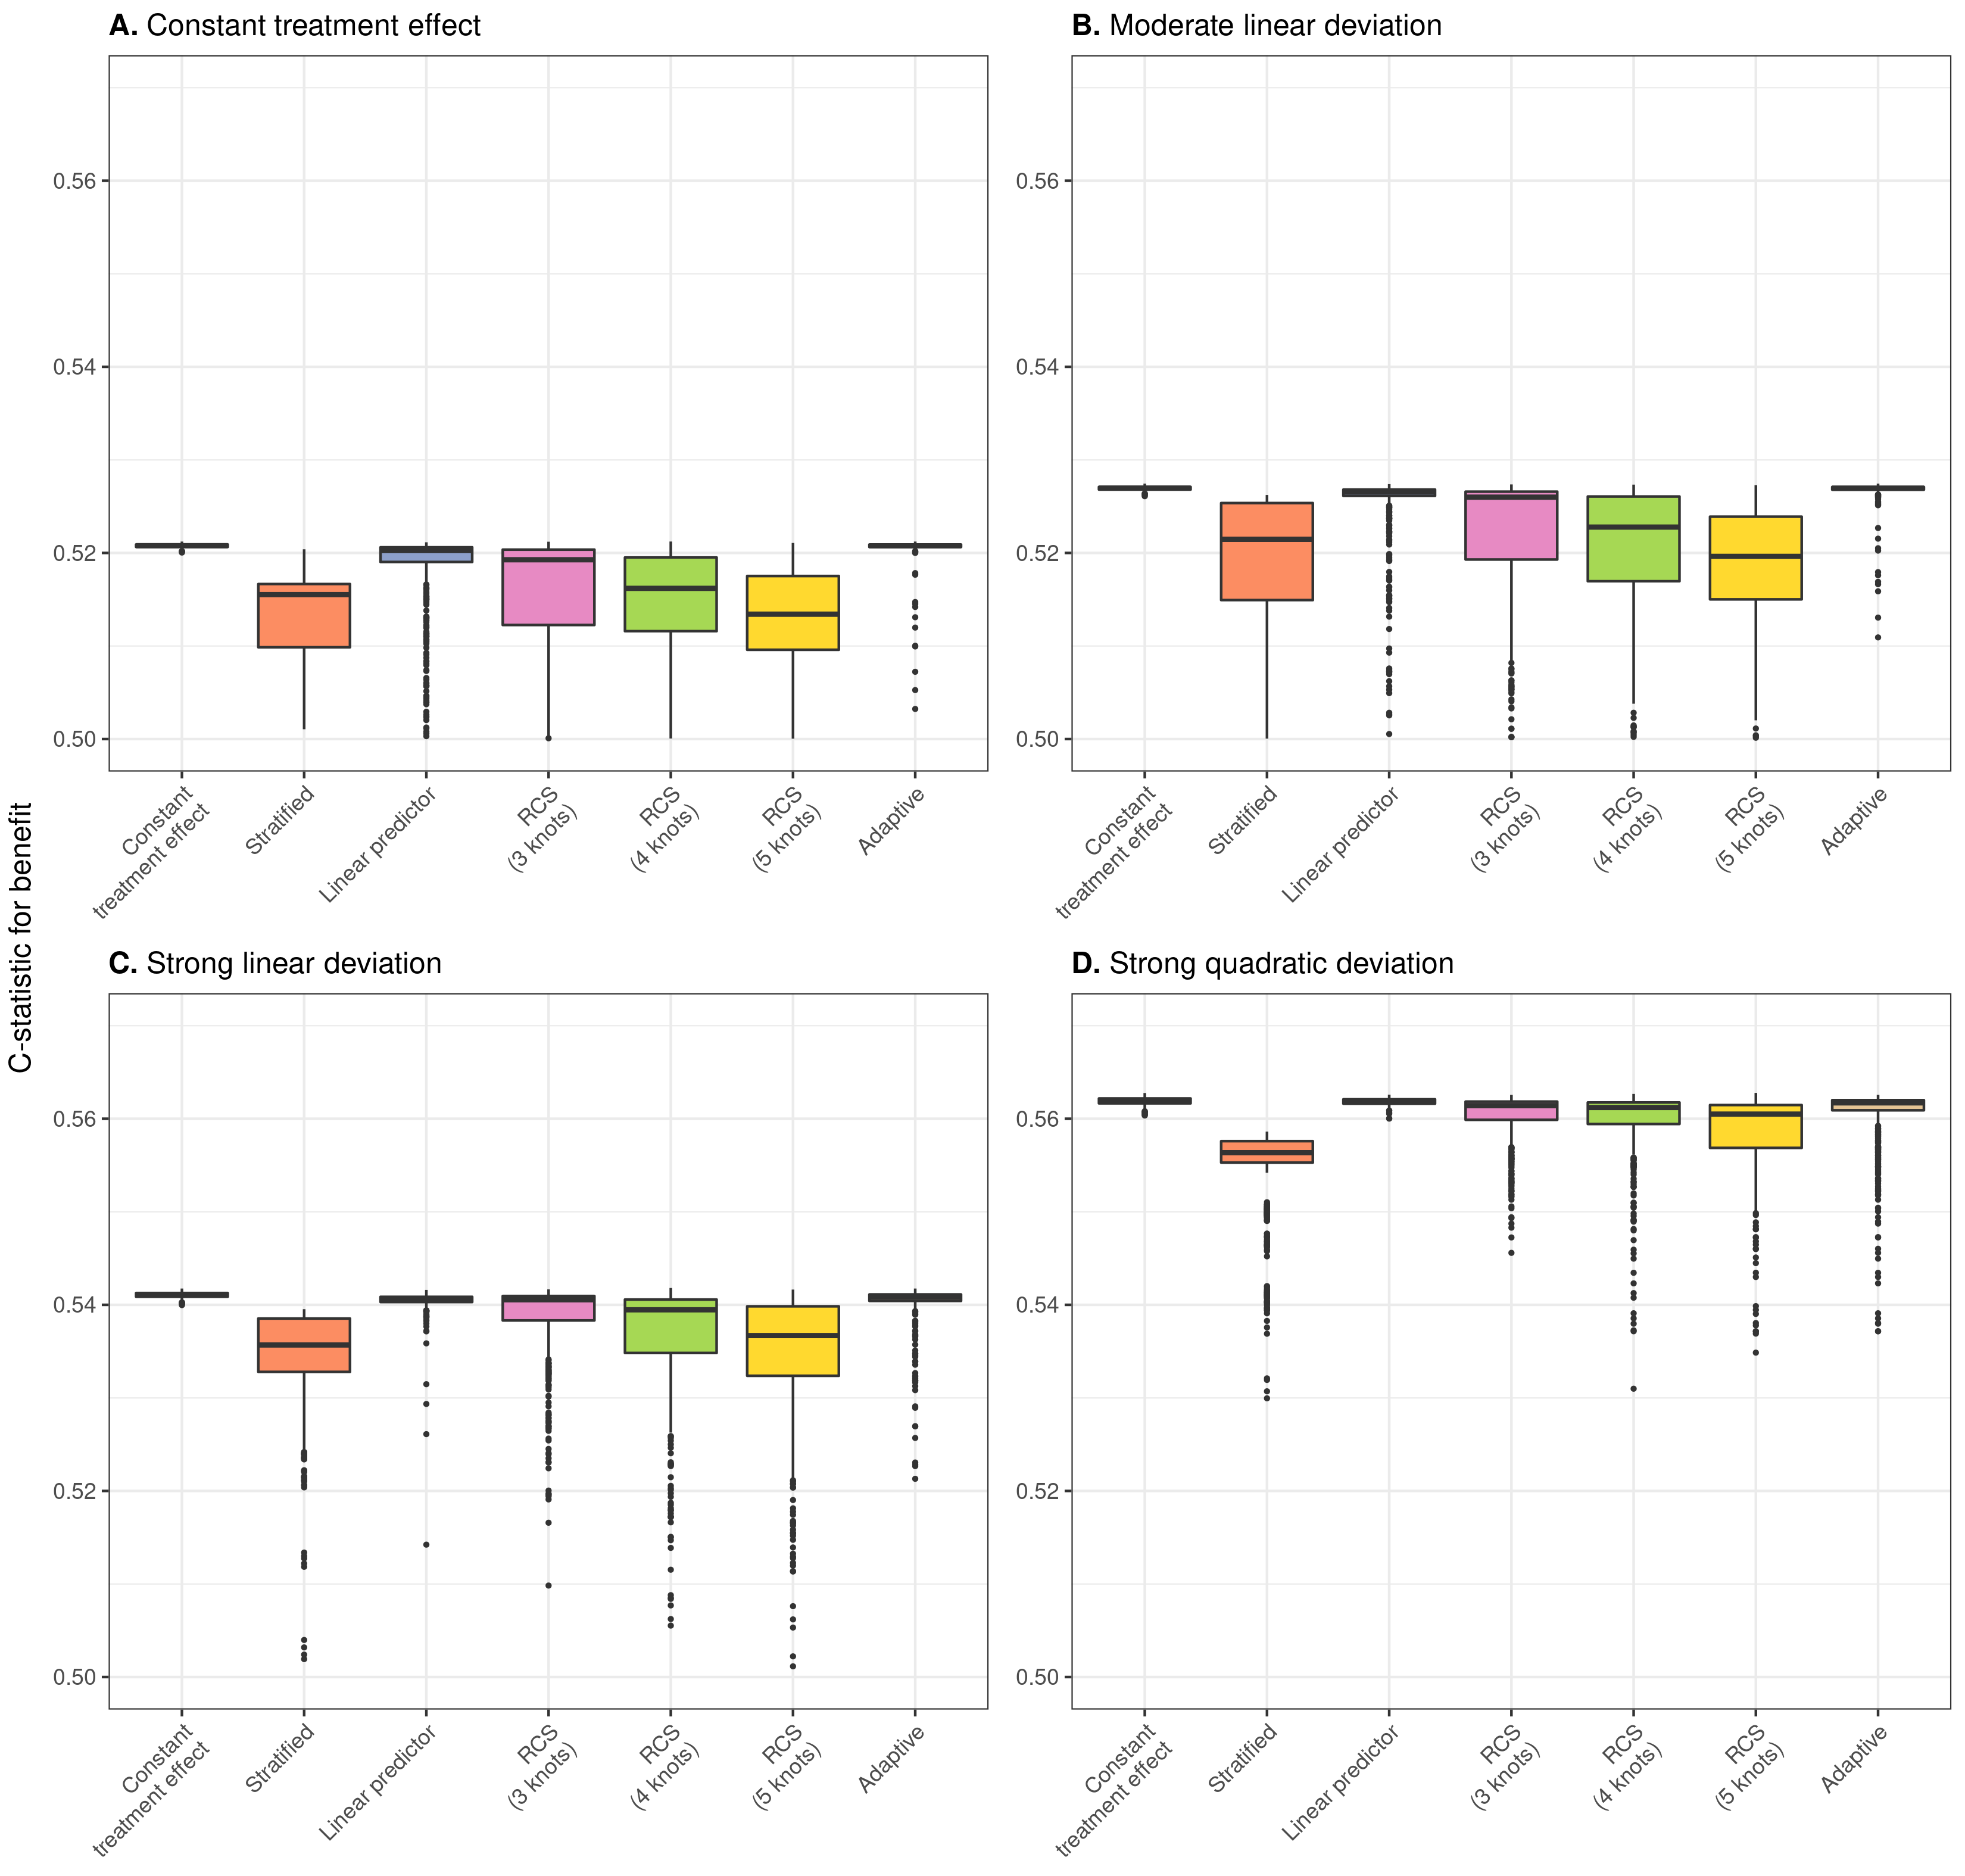 A. Constant treatment effect
0.56
0.54
0.52
0.50
Constant
treatment effect
Stratified
Linear predictor
RCS
(3 knots)
RCS
(4 knots)
RCS
(5 knots)
Adaptive
B. Moderate linear deviation
0.56
0.54
0.52
0.50
Constant
treatment effect
Stratified
Linear predictor
RCS
(3 knots)
RCS
(4 knots)
RCS
(5 knots)
Adaptive
C-statistic for benefit
C. Strong linear deviation
0.56
0.54
0.52
0.50
Constant
treatment effect
Stratified
Linear predictor
RCS
(3 knots)
RCS
(4 knots)
RCS
(5 knots)
Adaptive
D. Strong quadratic deviation
0.56
0.54
0.52
0.50
Constant
treatment effect
Stratified
Linear predictor
RCS
(3 knots)
RCS
(4 knots)
RCS
(5 knots)
Adaptive